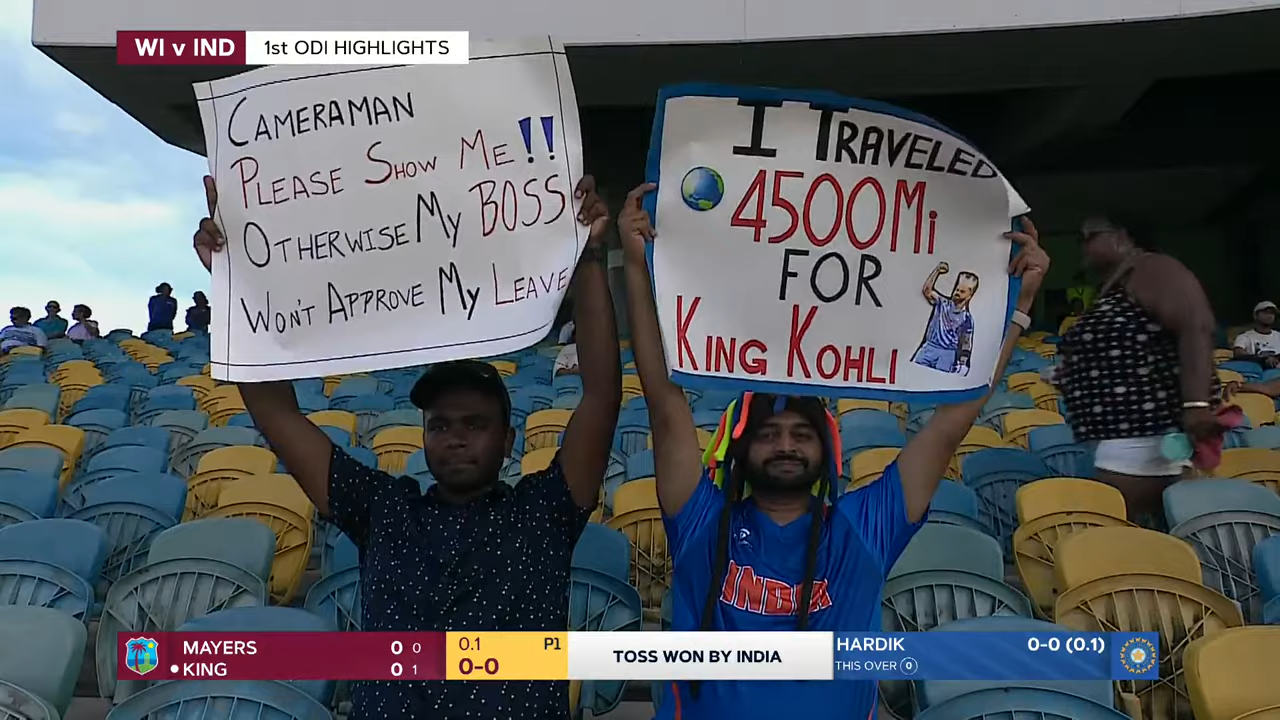 WI v IND 1st ODI HIGHLIGHTS
CAMERAMAN
PLEASE SHOW ME!!
OTHERWISE MY BOSS
WON'T APPROVE MY LEAVE
I TRAVELED
4500Mi
FOR
KING KOHLI
INDIA
MAYERS 0 0
KING 0 1
0.1 P1
0-0
TOSS WON BY INDIA
HARDIK 0-0 (0.1)
THIS OVER 0